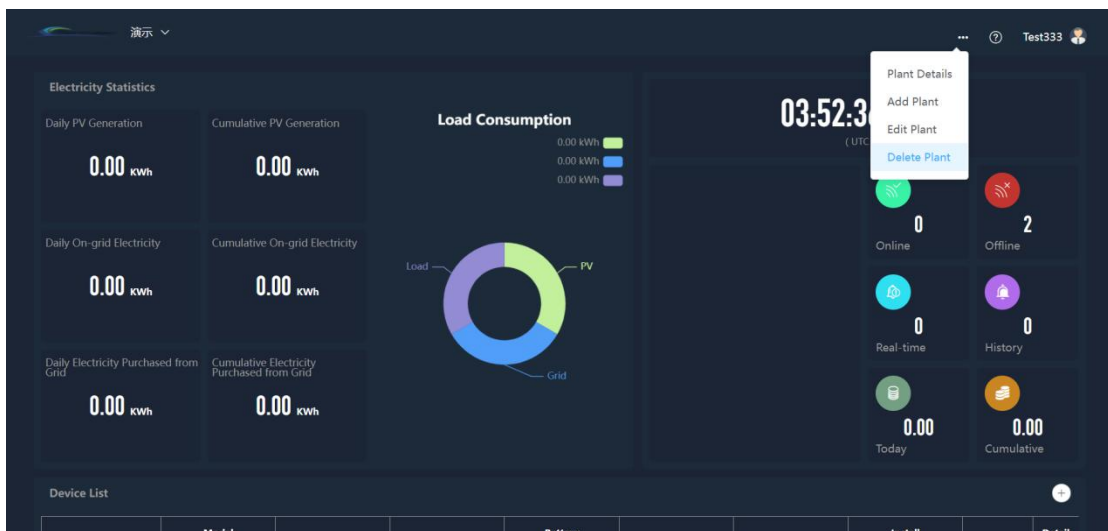 演示
Test333
Plant Details
Add Plant
Edit Plant
Delete Plant
Electricity Statistics
Daily PV Generation
0.00 KWh
Cumulative PV Generation
0.00 KWh
Daily On-grid Electricity
0.00 KWh
Cumulative On-grid Electricity
0.00 KWh
Daily Electricity Purchased from
Grid
0.00 KWh
Cumulative Electricity
Purchased from Grid
0.00 KWh
Load Consumption
0.00 kWh
0.00 kWh
0.00 kWh
Load
PV
Grid
03:52:3
( UTC
0
Online
2
Offline
0
Real-time
0
History
0.00
Today
0.00
Cumulative
Device List